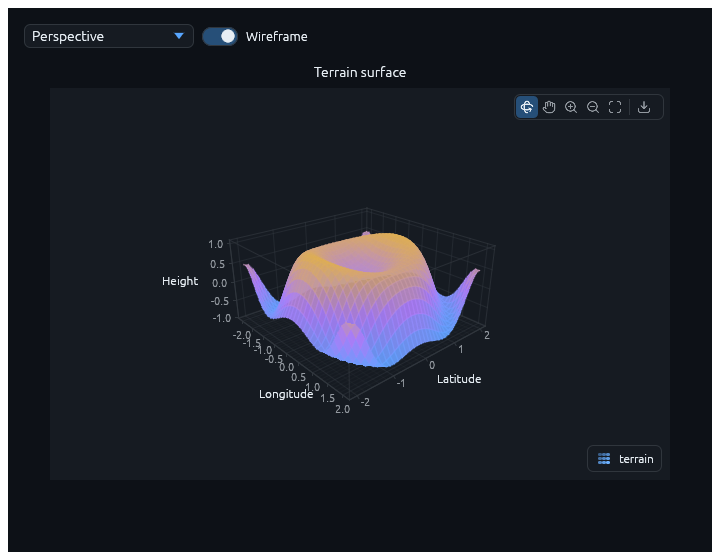 Perspective
Wireframe
Terrain surface
1.0
0.5
0.0
-0.5
-1.0
Height
-2.0
-1.5
-1.0
-0.5
0.0
0.5
1.0
1.5
2.0
Longitude
-2
-1
0
1
2
Latitude
terrain